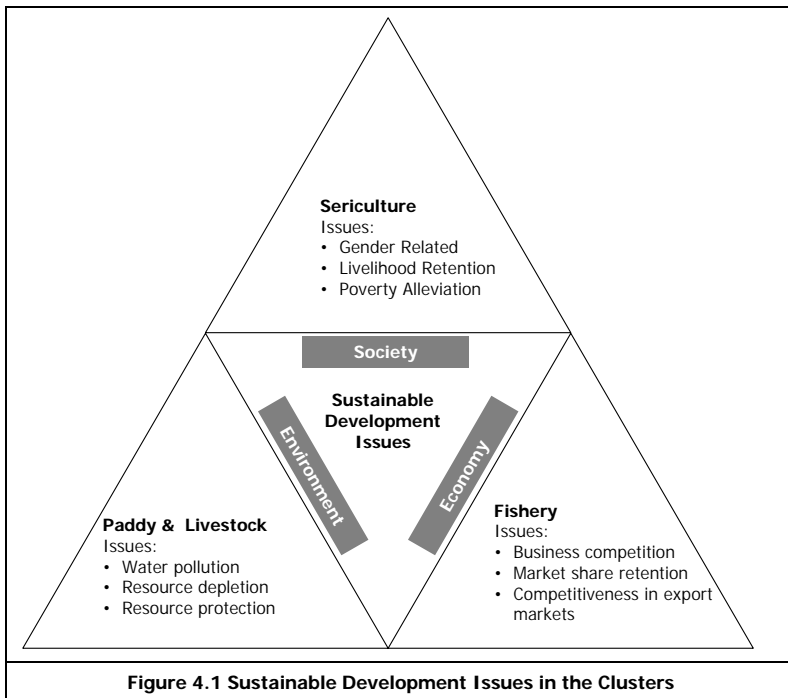 Sericulture
Issues:
• Gender Related
• Livelihood Retention
• Poverty Alleviation
Society
Sustainable
Development
Issues
Environment
Economy
Paddy & Livestock
Issues:
• Water pollution
• Resource depletion
• Resource protection
Fishery
Issues:
• Business competition
• Market share retention
• Competitiveness in export
markets
Figure 4.1 Sustainable Development Issues in the Clusters